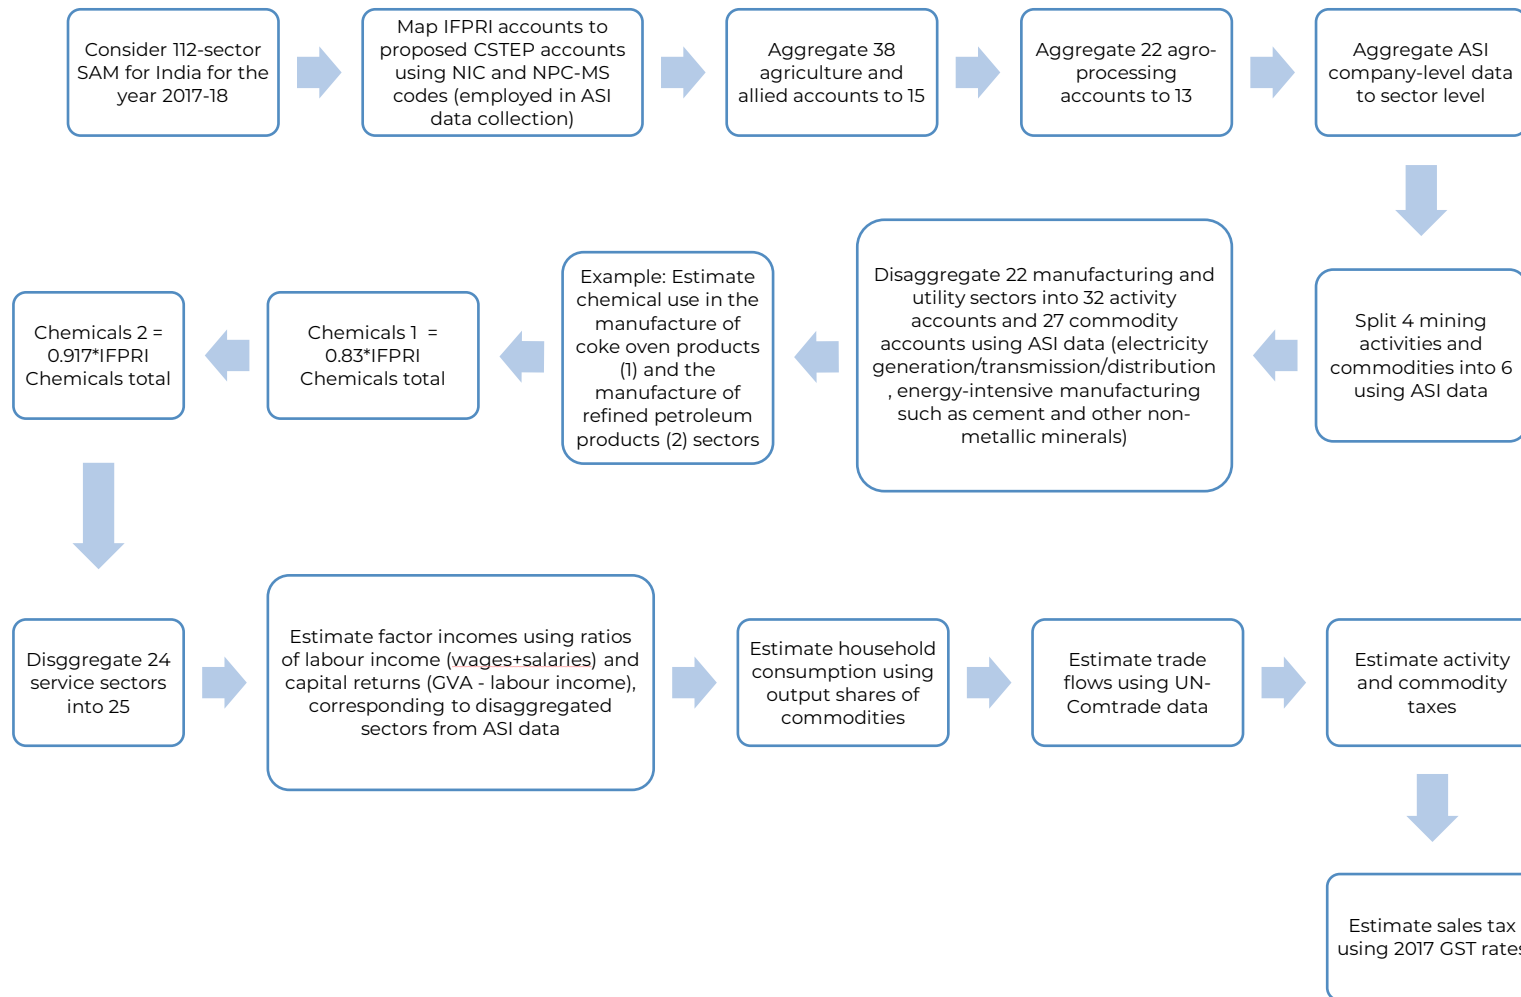 Consider 112-sector
SAM for India for the
year 2017-18
Map IFPRI accounts to
proposed CSTEP accounts
using NIC and NPC-MS
codes (employed in ASI
data collection)
Aggregate 38
agriculture and
allied accounts to 15
Aggregate 22 agro-
processing
accounts to 13
Aggregate ASI
company-level data
to sector level
Split 4 mining
activities and
commodities into 6
using ASI data
Disaggregate 22 manufacturing and
utility sectors into 32 activity
accounts and 27 commodity
accounts using ASI data (electricity
generation/transmission/distribution
, energy-intensive manufacturing
such as cement and other non-
metallic minerals)
Example: Estimate
chemical use in the
manufacture of
coke oven products
(1) and the
manufacture of
refined petroleum
products (2) sectors
Chemicals 1 =
0.83*IFPRI
Chemicals total
Chemicals 2 =
0.917*IFPRI
Chemicals total
Disggregate 24
service sectors
into 25
Estimate factor incomes using ratios
of labour income (wages+salaries) and
capital returns (GVA - labour income),
corresponding to disaggregated
sectors from ASI data
Estimate household
consumption using
output shares of
commodities
Estimate trade
flows using UN-
Comtrade data
Estimate activity
and commodity
taxes
Estimate sales tax
using 2017 GST rates